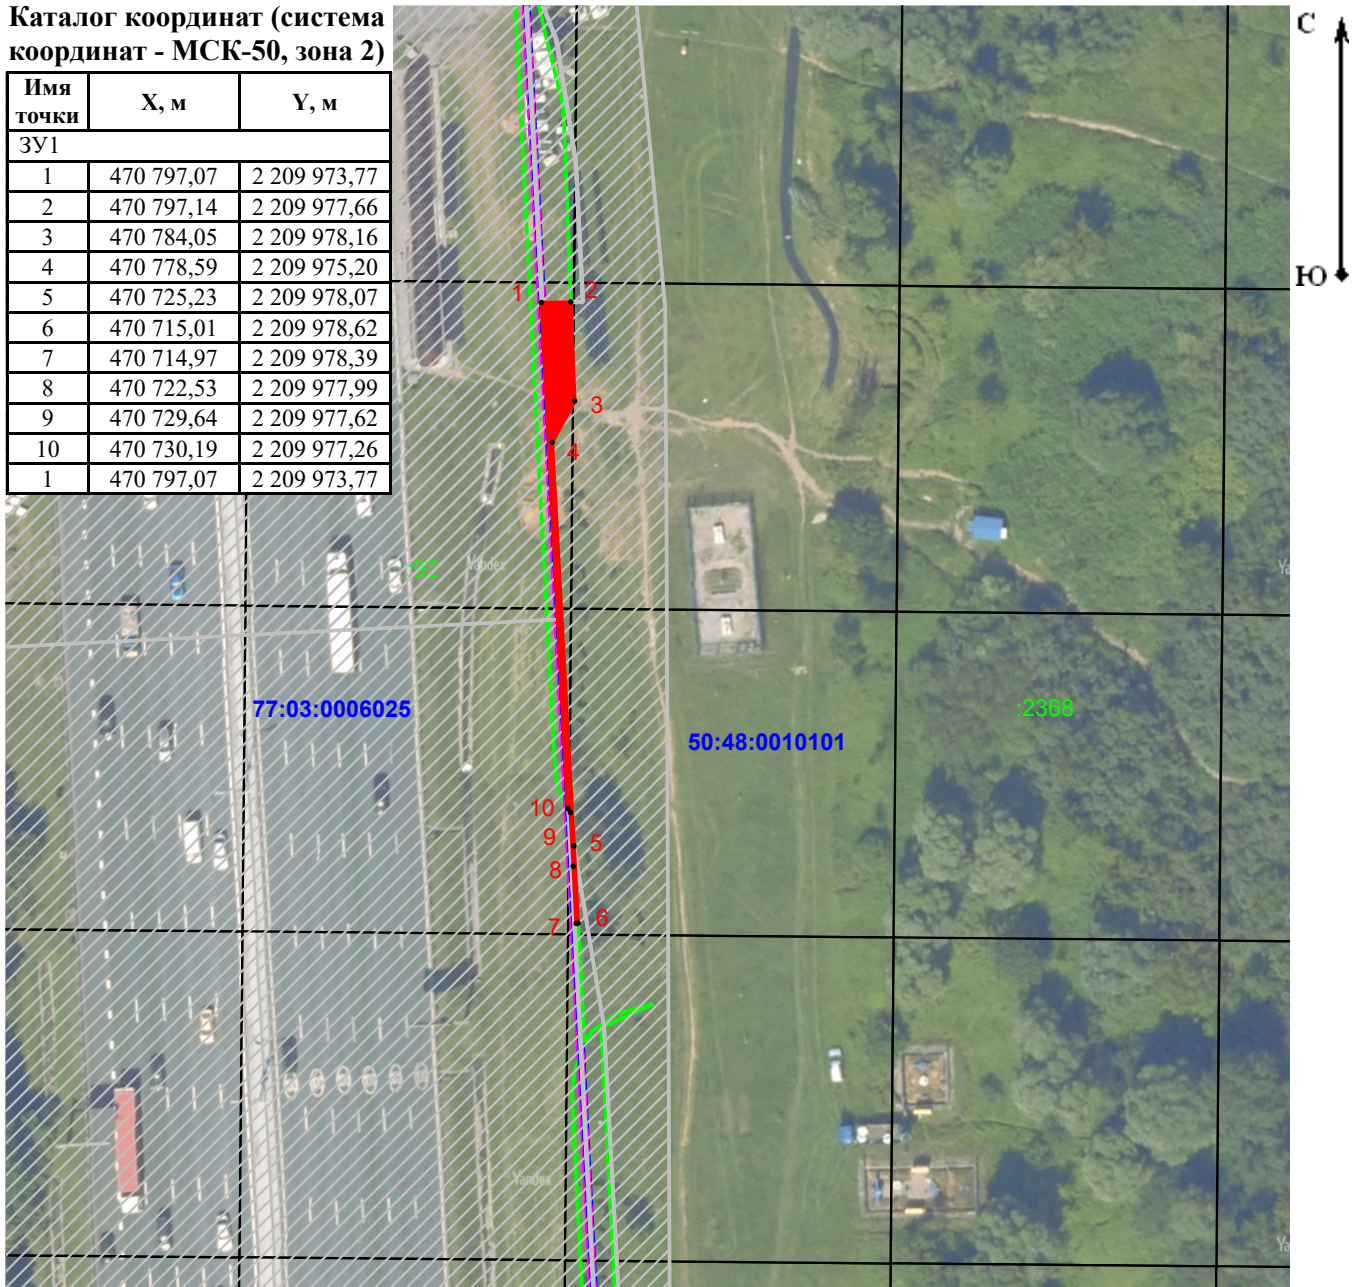 Каталог координат (система
координат - МСК-50, зона 2)
Имя точки X, м Y, м
ЗУ1
1 470 797,07 2 209 973,77
2 470 797,14 2 209 977,66
3 470 784,05 2 209 978,16
4 470 778,59 2 209 975,20
5 470 725,23 2 209 978,07
6 470 715,01 2 209 978,62
7 470 714,97 2 209 978,39
8 470 722,53 2 209 977,99
9 470 729,64 2 209 977,62
10 470 730,19 2 209 977,26
1 470 797,07 2 209 973,77
С
Ю
1
2
3
4
:92
Yandex
77:03:0006025
:2368
50:48:0010101
10
9
5
8
6
7
Yandex